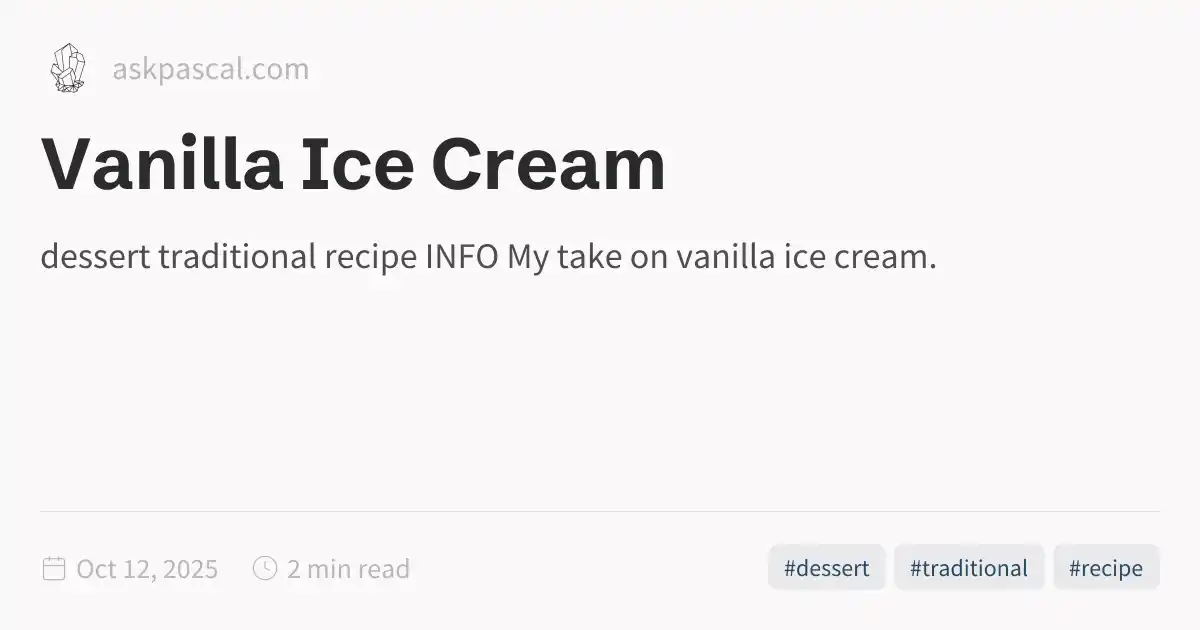 askpascal.com
Vanilla Ice Cream
dessert traditional recipe INFO My take on vanilla ice cream.
Oct 12, 2025 2 min read #dessert #traditional #recipe